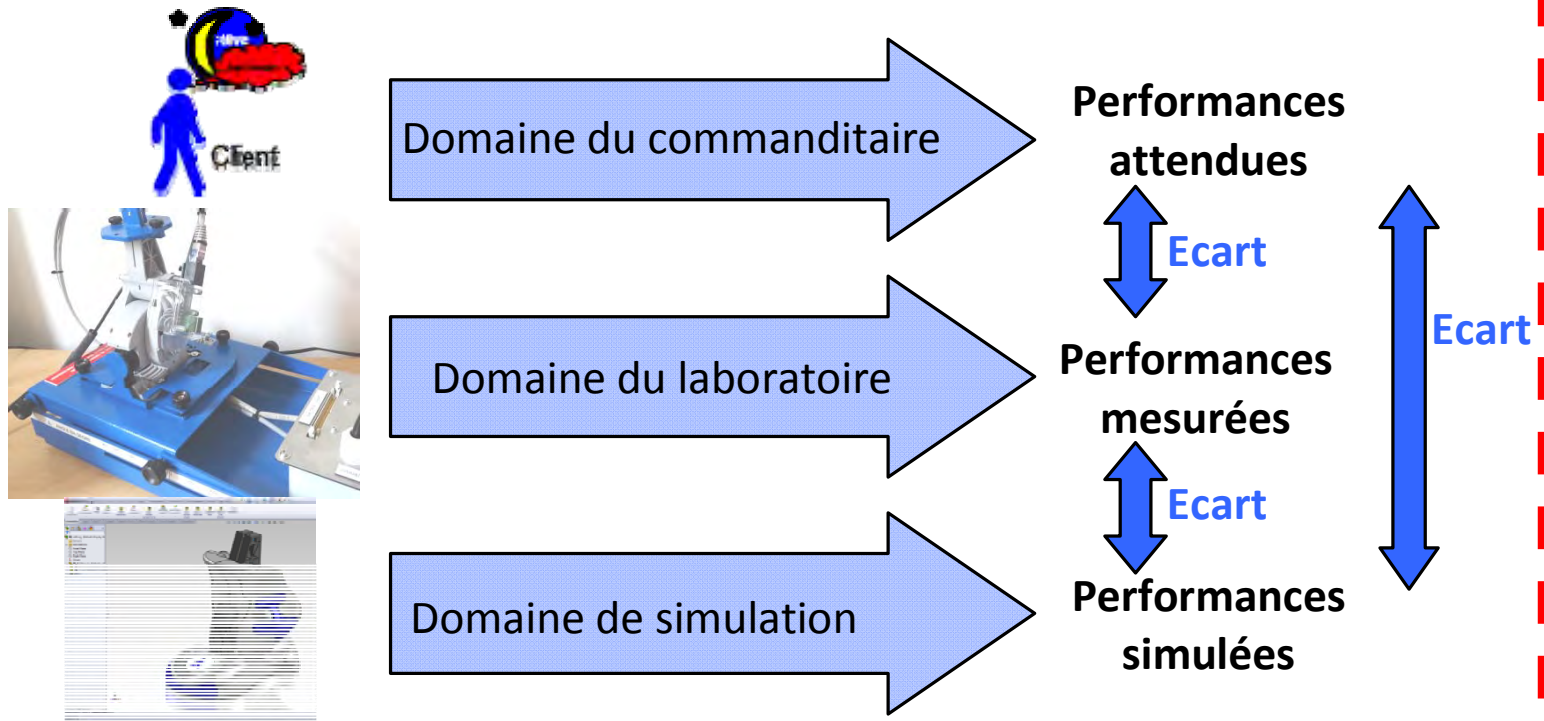 rêve
Client
Domaine du commanditaire
Performances
attendues
Ecart
Domaine du laboratoire
Performances
mesurées
Ecart
Ecart
Domaine de simulation
Performances
simulées